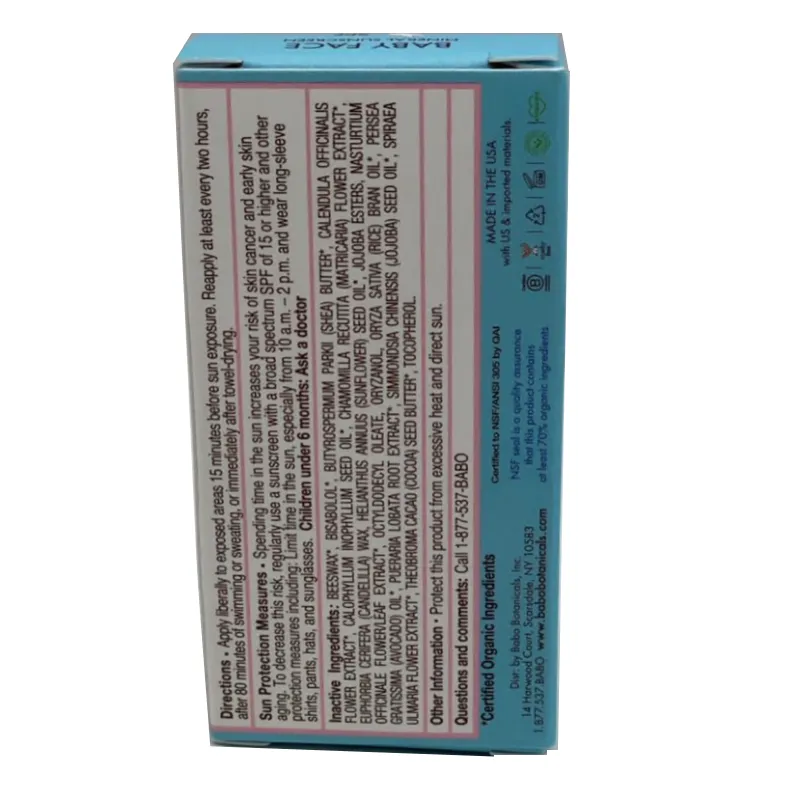 BABY FACE
MINERAL SUNSCREEN
Directions • Apply liberally to exposed areas 15 minutes before sun exposure. Reapply at least every two hours,
after 80 minutes of swimming or sweating, or immediately after towel-drying.
Sun Protection Measures • Spending time in the sun increases your risk of skin cancer and early skin
aging. To decrease this risk, regularly use a sunscreen with a broad spectrum SPF of 15 or higher and other
protection measures including: Limit time in the sun, especially from 10 a.m. – 2 p.m. and wear long-sleeve
shirts, pants, hats, and sunglasses. Children under 6 months: Ask a doctor
Inactive Ingredients: BEESWAX*, BISABOLOL*, BUTYROSPERMUM PARKII (SHEA) BUTTER*, CALENDULA OFFICINALIS
FLOWER EXTRACT*, CALOPHYLLUM INOPHYLLUM SEED OIL*, CHAMOMILLA RECUTITA (MATRICARIA) FLOWER EXTRACT*,
EUPHORBIA CERIFERA (CANDELILLA) WAX, HELIANTHUS ANNUUS (SUNFLOWER) SEED OIL*, JOJOBA ESTERS, NASTURTIUM
OFFICINALE FLOWER/LEAF EXTRACT*, OCTYLDODECYL OLEATE, ORYZANOL, ORYZA SATIVA (RICE) BRAN OIL*, PERSEA
GRATISSIMA (AVOCADO) OIL*, PUERARIA LOBATA ROOT EXTRACT*, SIMMONDSIA CHINENSIS (JOJOBA) SEED OIL*, SPIRAEA
ULMARIA FLOWER EXTRACT*, THEOBROMA CACAO (COCOA) SEED BUTTER*, TOCOPHEROL.
Other Information • Protect this product from excessive heat and direct sun.
Questions and comments: Call 1-877-537-BABO
*Certified Organic Ingredients
Distr. by Babo Botanicals, Inc.
14 Harwood Court, Scarsdale, NY 10583
1.877.537.BABO www.babobotanicals.com
Certified to NSF/ANSI 305 by QAI
NSF seal is a quality assurance
that this product contains
at least 70% organic ingredients
MADE IN THE USA
with US & imported materials.